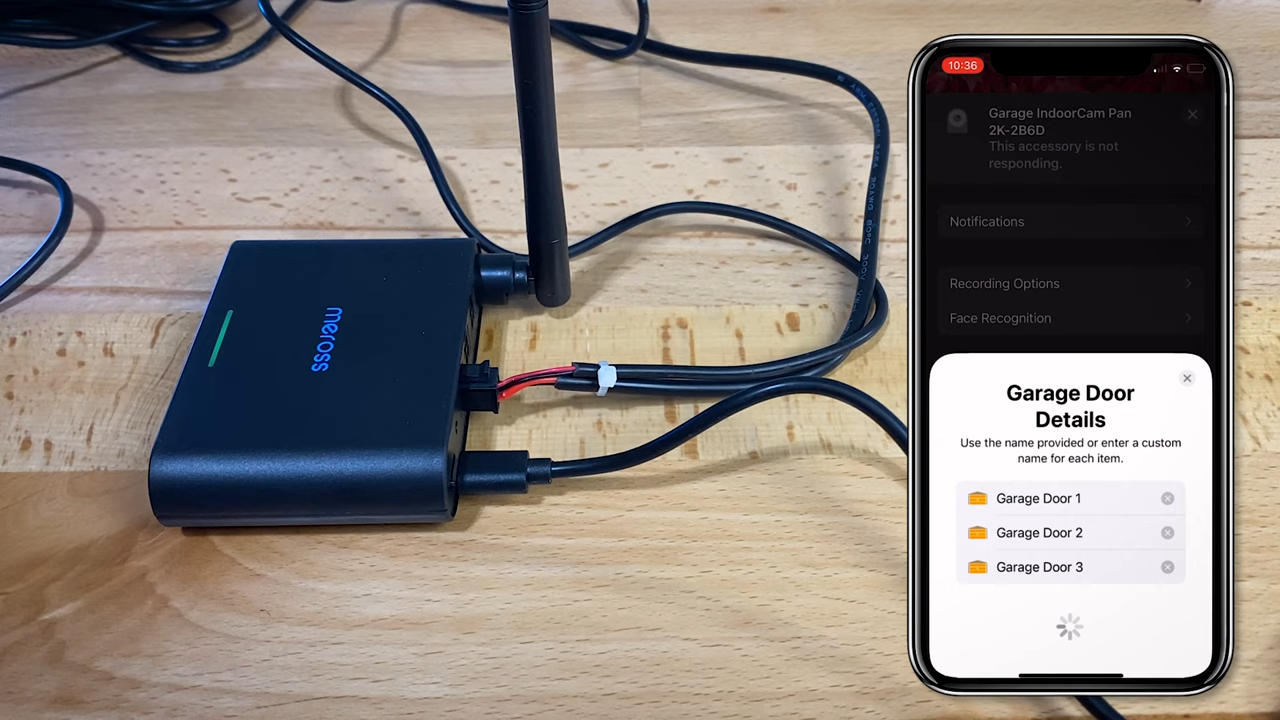 meross
10:36
Garage IndoorCam Pan
2K-2B6D
This accessory is not
responding.
Notifications
Recording Options
Face Recognition
Garage Door
Details
Use the name provided or enter a custom
name for each item.
Garage Door 1
Garage Door 2
Garage Door 3